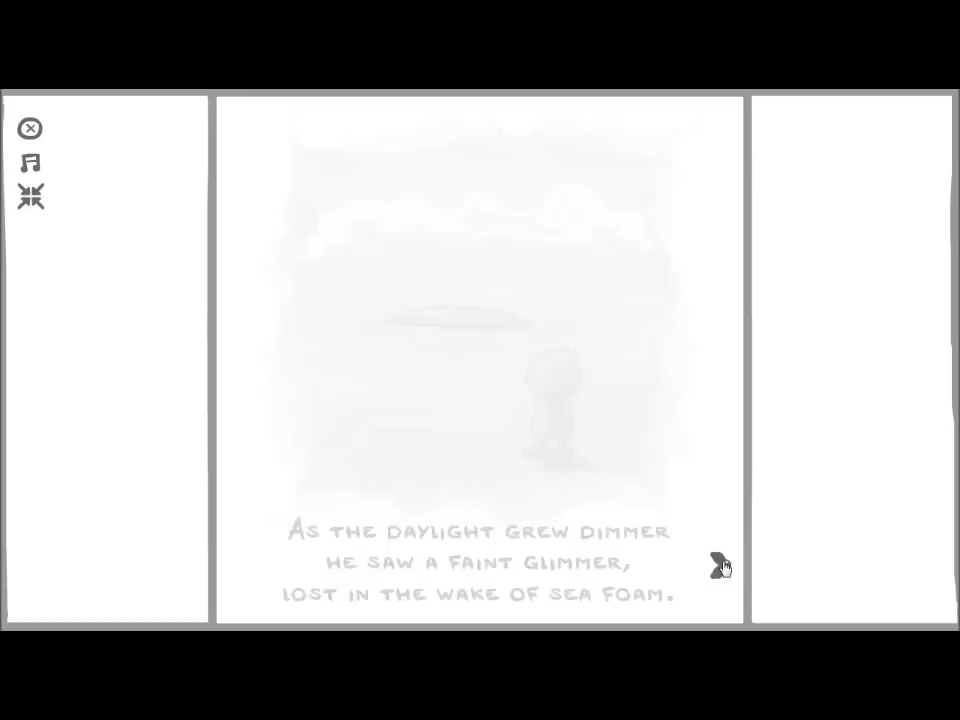 AS THE DAYLIGHT GREW DIMMER
HE SAW A FAINT GLIMMER,
LOST IN THE WAKE OF SEA FOAM.